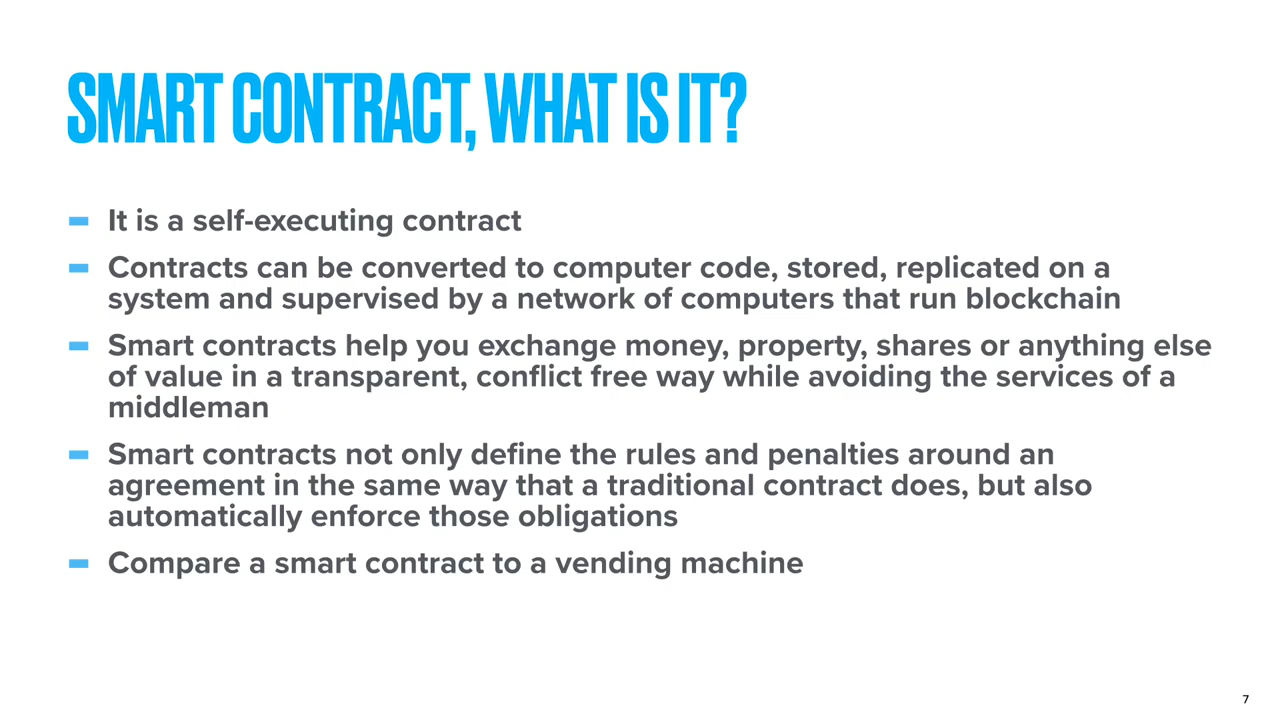 SMART CONTRACT, WHAT IS IT?
It is a self-executing contract
Contracts can be converted to computer code, stored, replicated on a
system and supervised by a network of computers that run blockchain
Smart contracts help you exchange money, property, shares or anything else
of value in a transparent, conflict free way while avoiding the services of a
middleman
Smart contracts not only define the rules and penalties around an
agreement in the same way that a traditional contract does, but also
automatically enforce those obligations
Compare a smart contract to a vending machine
7